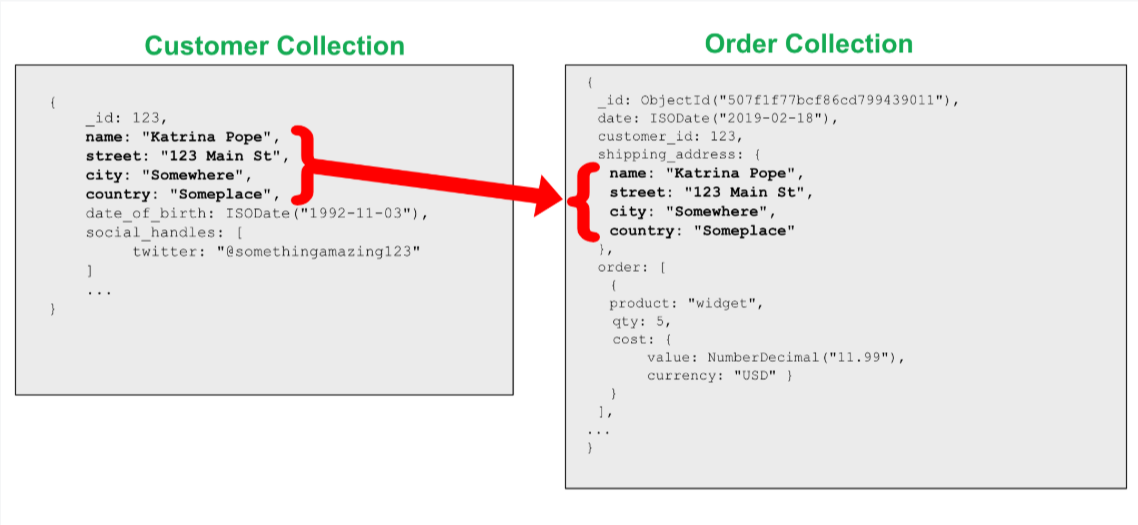 Customer Collection
{
_id: 123,
name: "Katrina Pope",
street: "123 Main St",
city: "Somewhere",
country: "Someplace",
date_of_birth: ISODate("1992-11-03"),
social_handles: [
twitter: "@somethingamazing123"
]
...
}
Order Collection
{
_id: ObjectId("507f1f77bcf86cd799439011"),
date: ISODate("2019-02-18"),
customer_id: 123,
shipping_address: {
name: "Katrina Pope",
street: "123 Main St",
city: "Somewhere",
country: "Someplace"
},
order: [
{
product: "widget",
qty: 5,
cost: {
value: NumberDecimal("11.99"),
currency: "USD" }
}
],
...
}